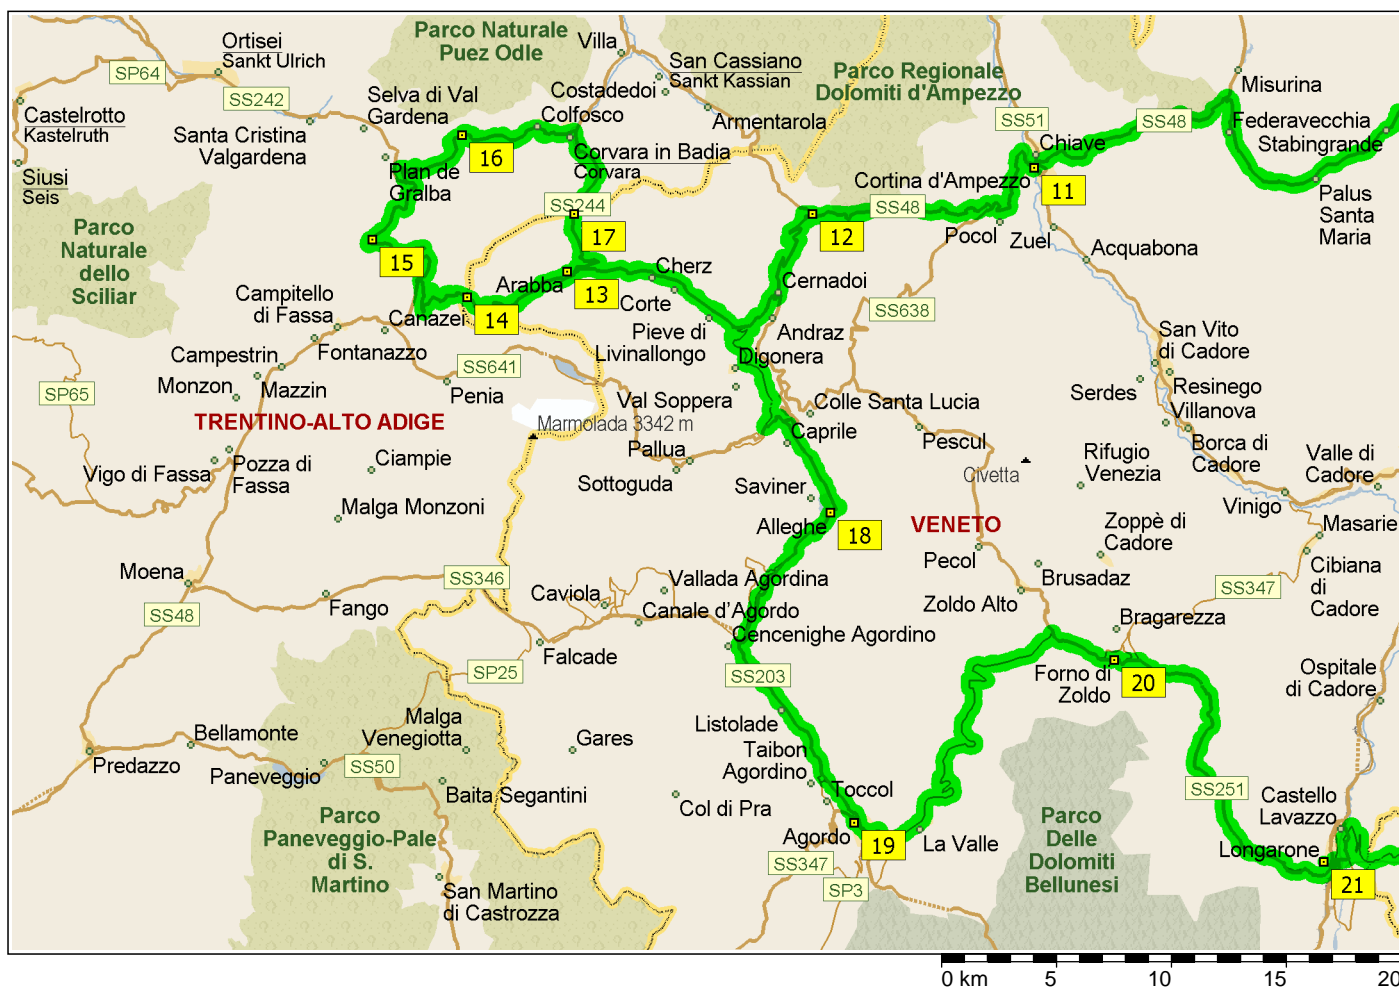 Parco Naturale
Puez Odle
Ortisei
Sankt Ulrich
Villa
San Cassiano
Sankt Kassian
Parco Regionale
Dolomiti d'Ampezzo
Misurina
SP64
SS242
Selva di Val
Gardena
Costadedoi
Colfosco
Armentarola
SS51
Chiave
SS48
Federavecchia
Stabingrande
Castelrotto
Kastelruth
Santa Cristina
Valgardena
16
Corvara in Badia
Corvara
Plan de
Gralba
Siusi
Seis
Cortina d'Ampezzo
11
Palus
Santa
Maria
SS244
SS48
Parco
Naturale
dello
Sciliar
17
12
Pocol
Zuel
Acquabona
15
Cherz
Cernadoi
Arabba
13
Corte
Campitello
di Fassa
Canazei
14
SS638
Pieve di
Livinallongo
Andraz
Digonera
San Vito
di Cadore
Campestrin
Fontanazzo
SS641
Monzon
Mazzin
Penia
Serdes
Resinego
Villanova
SP65
TRENTINO-ALTO ADIGE
Val Soppera
Colle Santa Lucia
Marmolada 3342 m
Caprile
Pescul
Borca di
Cadore
Vigo di Fassa
Pozza di
Fassa
Ciampie
Pallua
Sottoguda
Civetta
Rifugio
Venezia
Valle di
Cadore
Saviner
Malga Monzoni
Alleghe
18
VENETO
Vinigo
Masarie
Zoppè di
Cadore
Pecol
Moena
SS346
Vallada Agordina
Brusadaz
Cibiana
di
Cadore
SS347
Caviola
Canale d'Agordo
Zoldo Alto
Bragarezza
SS48
Fango
Cencenighe Agordino
Falcade
SP25
SS203
Forno di
Zoldo
20
Ospitale
di Cadore
Listolade
Malga
Venegiotta
Bellamonte
Gares
Taibon
Agordino
Predazzo
Paneveggio
SS50
Baita Segantini
Col di Pra
Toccol
SS251
Castello
Lavazzo
Parco
Paneveggio-Pale
di S.
Martino
Agordo
19
La Valle
Parco
Delle
Dolomiti
Bellunesi
Longarone
21
SS347
SP3
San Martino
di Castrozza
0 km
5
10
15
20